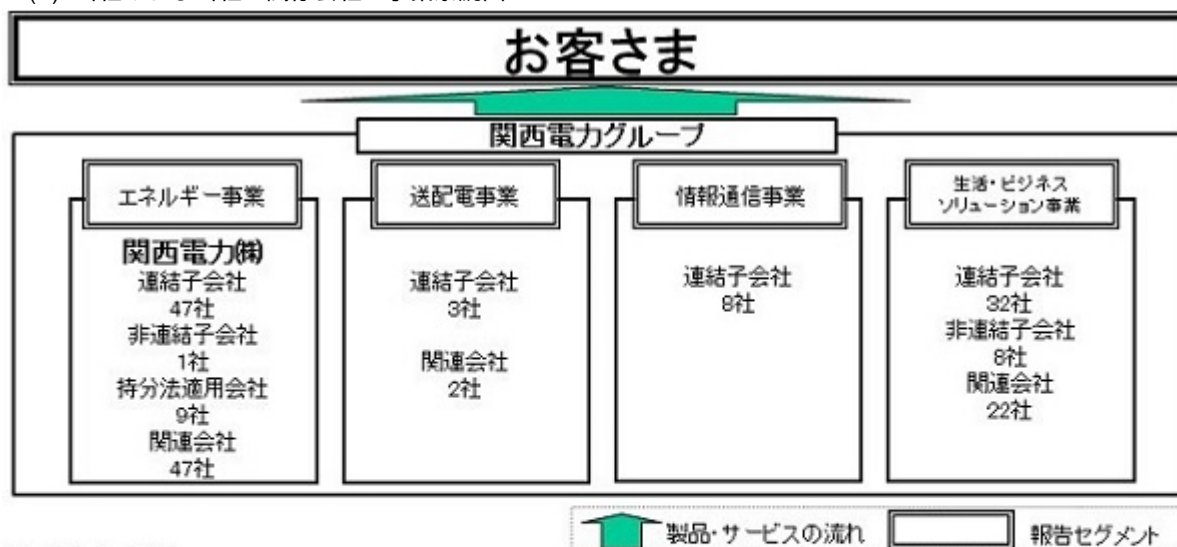 お客さま
関西電力グループ
エネルギー事業
関西電力㈱
連結子会社
47社
非連結子会社
1社
持分法適用会社
9社
関連会社
47社
送配電事業
連結子会社
3社
関連会社
2社
情報通信事業
連結子会社
8社
生活・ビジネス
ソリューション事業
連結子会社
32社
非連結子会社
8社
関連会社
22社
製品・サービスの流れ
報告セグメント